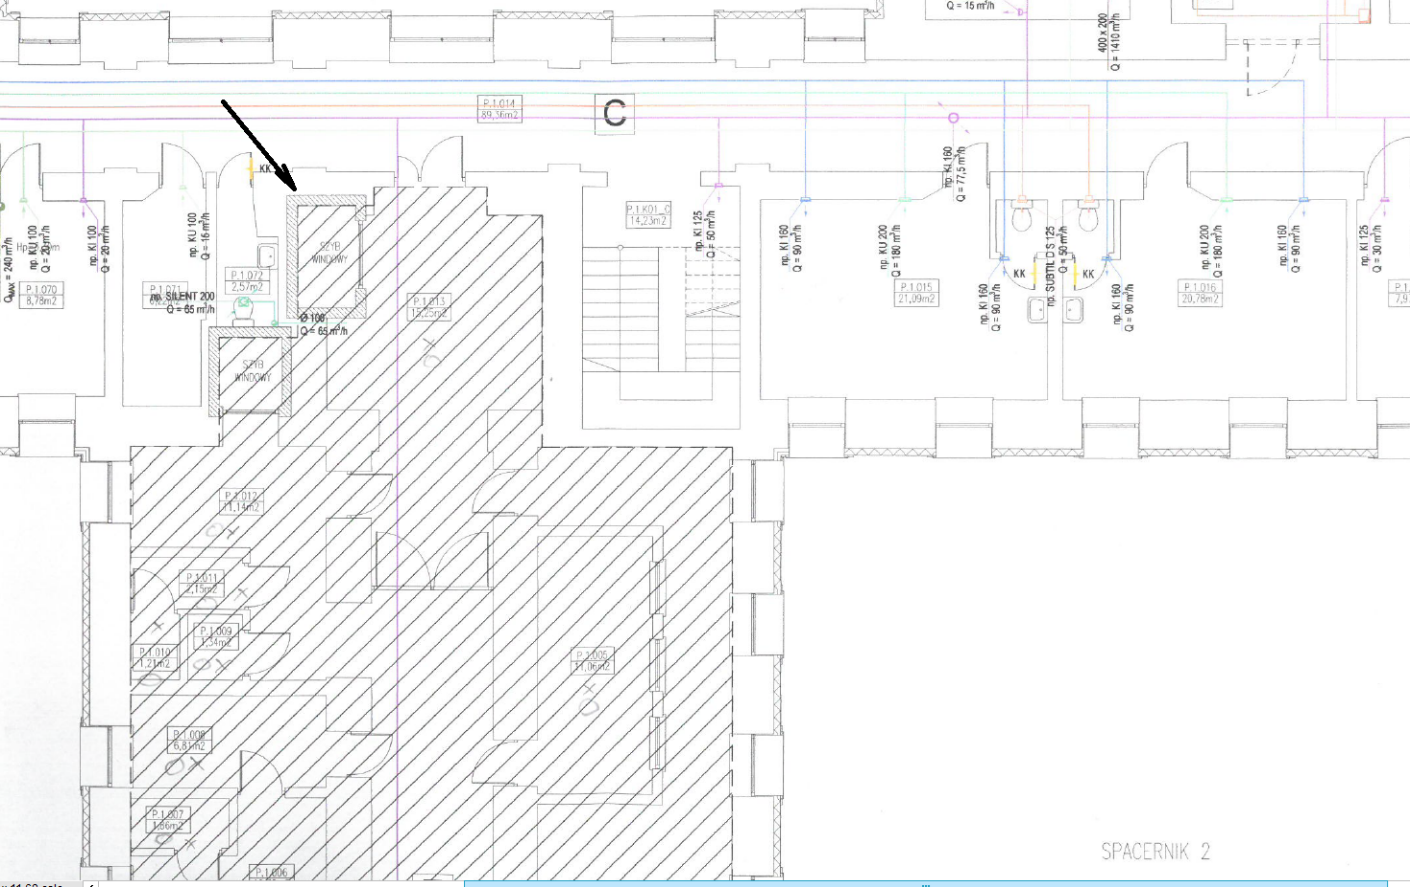 Q = 15 m³/h
400 x 200
Q = 1410 m³/h
P.1.014
89,36m2
C
KK
np. KI 160
Q = 77,5 m³/h
P.1.K01_C
14,23m2
np. KI 125
Q = 50 m³/h
np. KI 160
Q = 90 m³/h
np. KU 200
Q = 180 m³/h
P.1.015
21,09m2
np. KI 160
Q = 90 m³/h
KK
np. SUBTIL D S 125
Q = 50 m³/h
KK
np. KI 160
Q = 90 m³/h
np. KU 200
Q = 180 m³/h
P.1.016
20,78m2
np. KI 160
Q = 90 m³/h
np. KI 125
Q = 30 m³/h
QMAX = 240 m³/h
np. KU 100
Q = 20 m³/h
P.1.070
8,78m2
np. KI 100
Q = 20 m³/h
np. KU 100
Q = 15 m³/h
P.1.071
np. SILENT 200
Q = 65 m³/h
P.1.072
2,57m2
SZYB
WINDOWY
Ø 100
Q = 65 m³/h
SZYB
WINDOWY
P.1.013
15,25m2
P.1.012
11,14m2
P.1.011
2,15m2
P.1.009
1,34m2
P.1.010
1,21m2
P.1.005
11,06m2
P.1.008
6,81m2
P.1.007
1,86m2
P.1.006
SPACERNIK 2